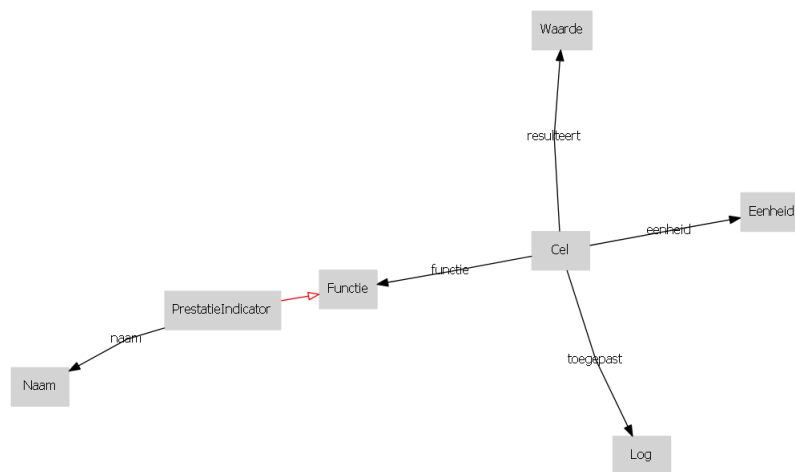 Waarde
resulteert
Eenheid
eenheid
Cel
functie
Functie
PrestatieIndicator
naam
toegepast
Naam
Log